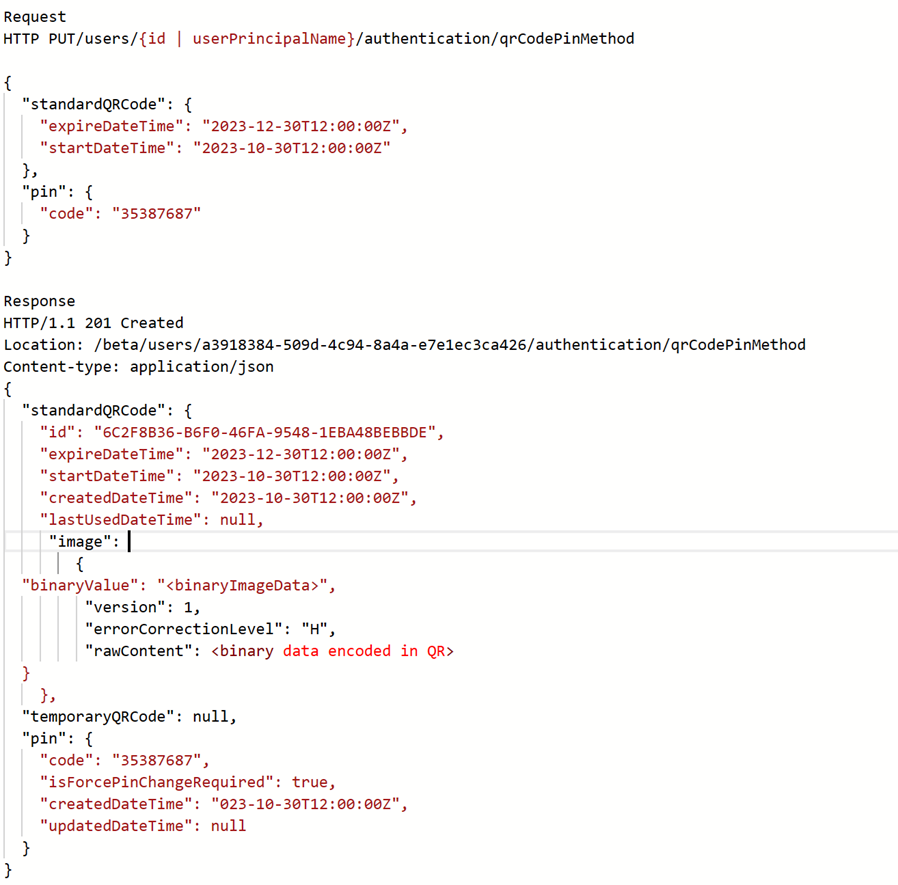 Request
HTTP PUT/users/{id | userPrincipalName}/authentication/qrCodePinMethod
{
"standardQRCode": {
"expireDateTime": "2023-12-30T12:00:00Z",
"startDateTime": "2023-10-30T12:00:00Z"
},
"pin": {
"code": "35387687"
}
}
Response
HTTP/1.1 201 Created
Location: /beta/users/a3918384-509d-4c94-8a4a-e7e1ec3ca426/authentication/qrCodePinMethod
Content-type: application/json
{
"standardQRCode": {
"id": "6C2F8B36-B6F0-46FA-9548-1EBA48BEBBDE",
"expireDateTime": "2023-12-30T12:00:00Z",
"startDateTime": "2023-10-30T12:00:00Z",
"createdDateTime": "2023-10-30T12:00:00Z",
"lastUsedDateTime": null,
"image":
{
"binaryValue": "<binaryImageData>",
"version": 1,
"errorCorrectionLevel": "H",
"rawContent": <binary data encoded in QR>
}
},
"temporaryQRCode": null,
"pin": {
"code": "35387687",
"isForcePinChangeRequired": true,
"createdDateTime": "023-10-30T12:00:00Z",
"updatedDateTime": null
}
}